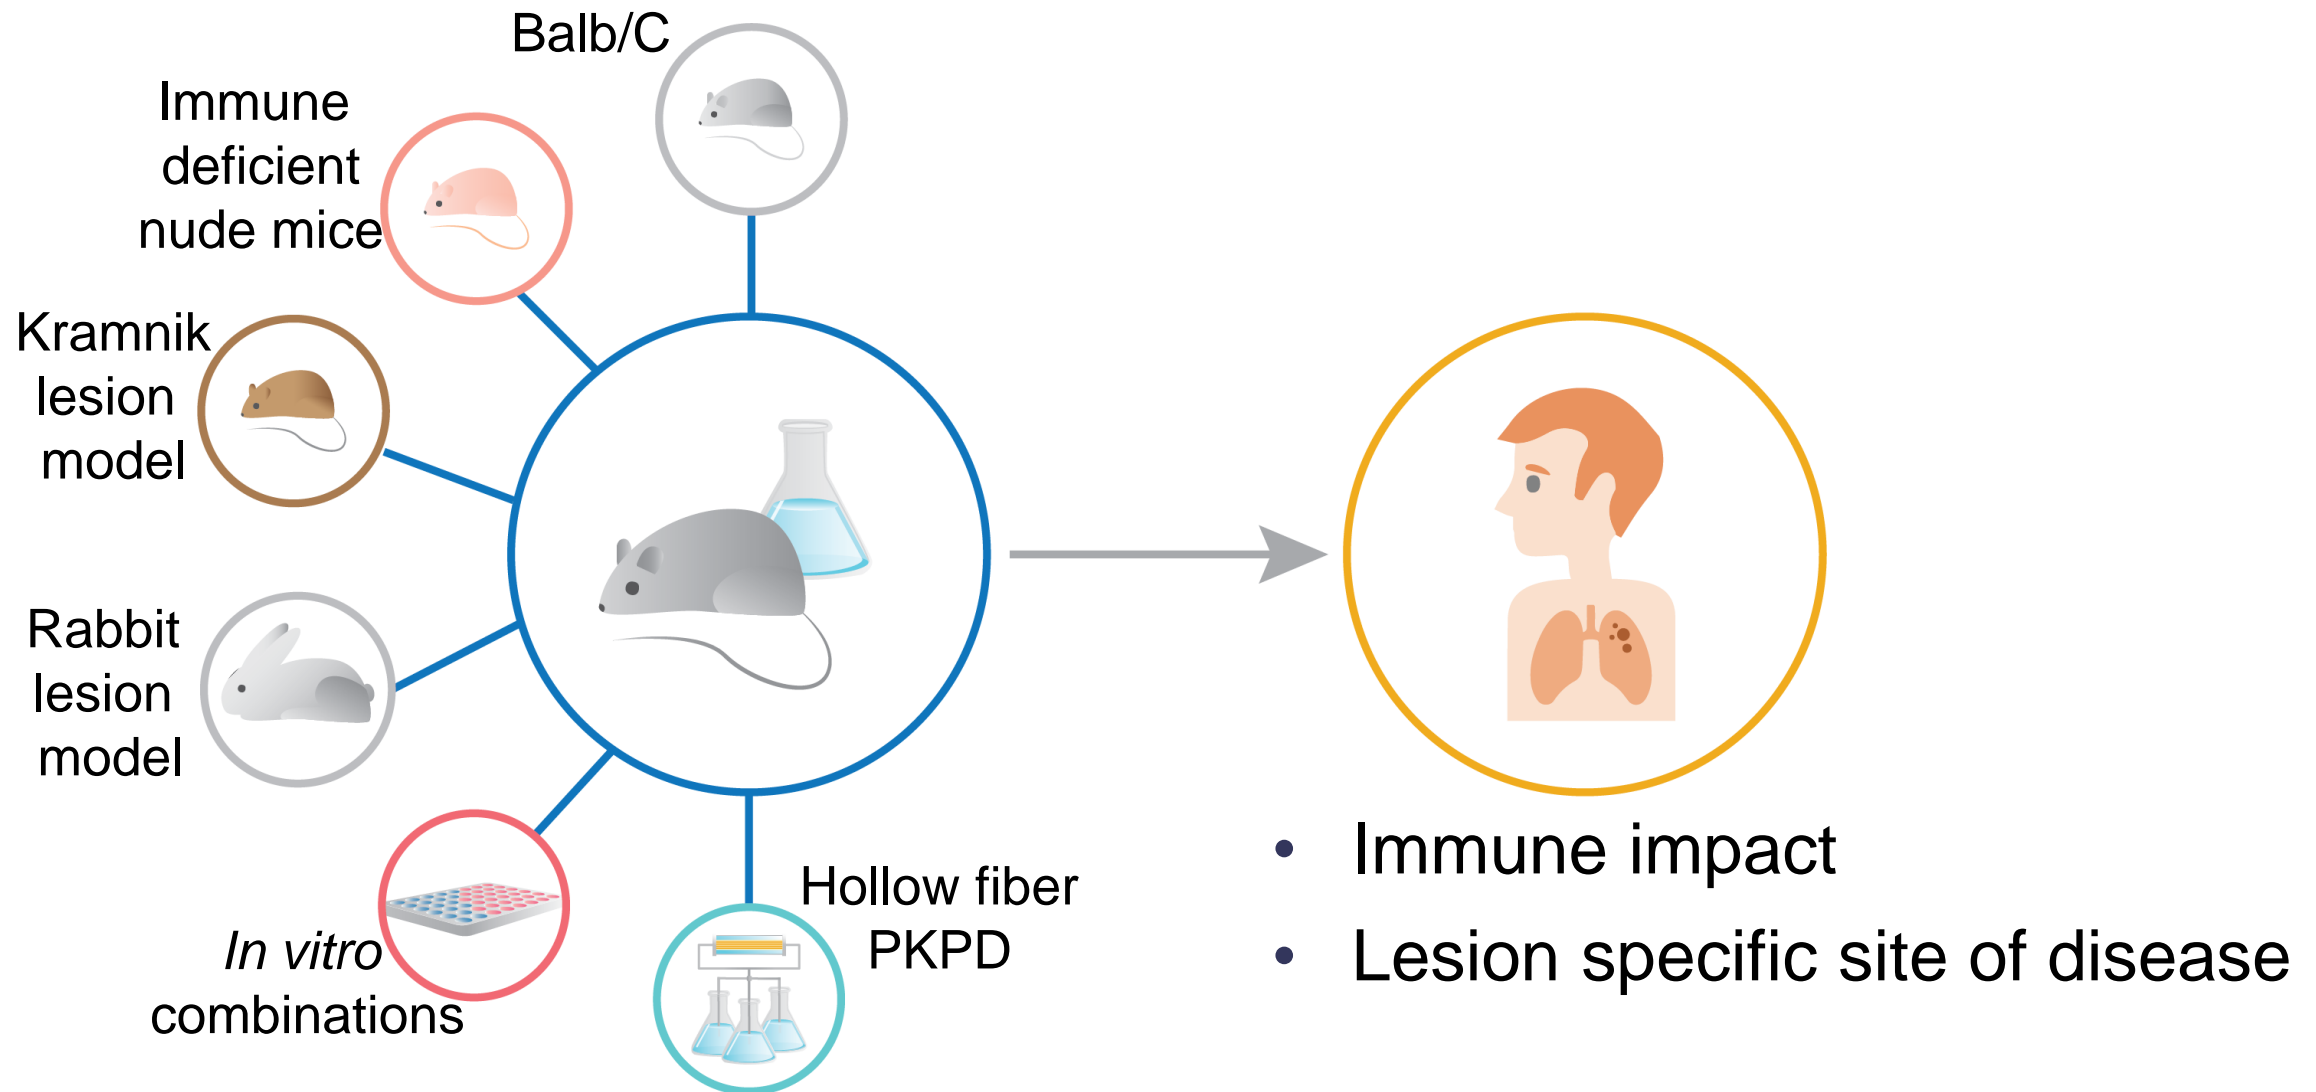 Balb/C
Immune
deficient
nude mice
Kramnik
lesion
model
Rabbit
lesion
model
In vitro
combinations
Hollow fiber
PKPD
• Immune impact
• Lesion specific site of disease